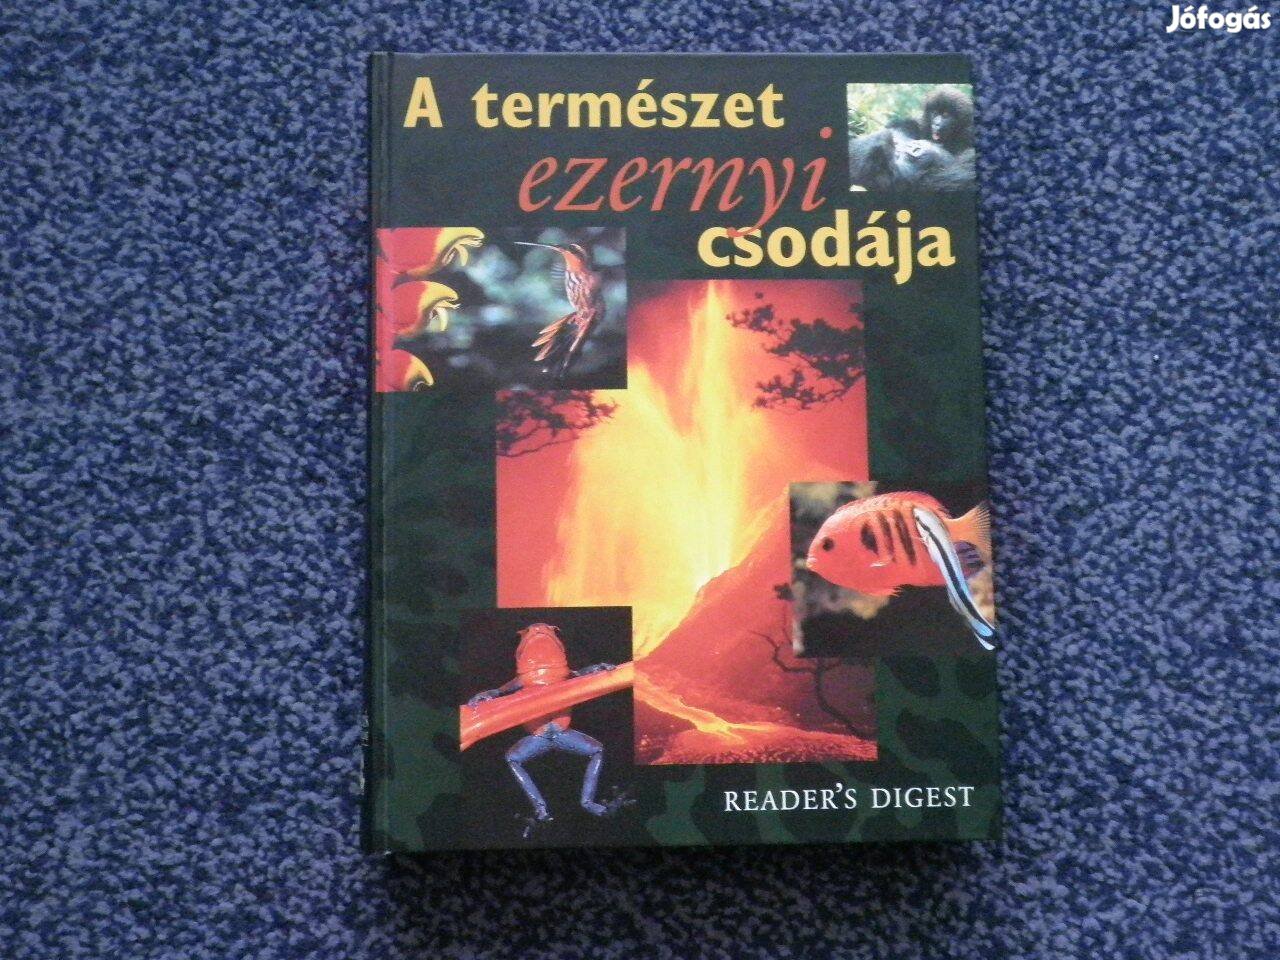 Jófogás
A természet
ezernyi
csodája
READER'S DIGEST